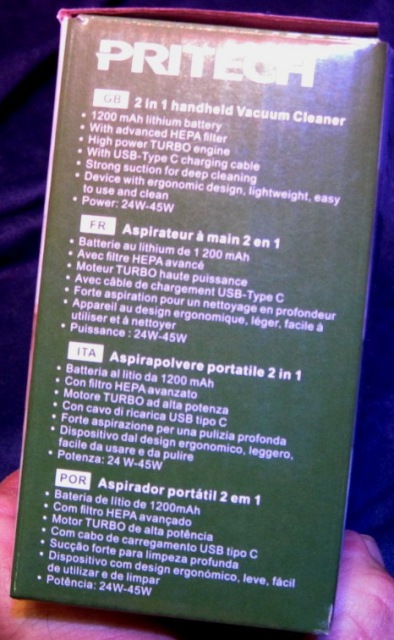 PRITECH
GB 2 in 1 handheld Vacuum Cleaner
• 1200 mAh lithium battery
• With advanced HEPA filter
• High power TURBO engine
• With USB-Type C charging cable
• Strong suction for deep cleaning
• Device with ergonomic design, lightweight, easy
to use and clean
• Power: 24W-45W
FR Aspirateur à main 2 en 1
• Batterie au lithium de 1 200 mAh
• Avec filtre HEPA avancé
• Moteur TURBO haute puissance
• Avec câble de chargement USB-Type C
• Forte aspiration pour un nettoyage en profondeur
• Appareil au design ergonomique, léger, facile à
utiliser et à nettoyer
• Puissance : 24W-45W
ITA Aspirapolvere portatile 2 in 1
• Batteria al litio da 1200 mAh
• Con filtro HEPA avanzato
• Motore TURBO ad alta potenza
• Con cavo di ricarica USB tipo C
• Forte aspirazione per una pulizia profonda
• Dispositivo dal design ergonomico, leggero,
facile da usare e da pulire
• Potenza: 24 W-45W
POR Aspirador portátil 2 em 1
• Bateria de lítio de 1200mAh
• Com filtro HEPA avançado
• Motor TURBO de alta potência
• Com cabo de carregamento USB tipo C
• Sucção forte para limpeza profunda
• Dispositivo com design ergonómico, leve, fácil
de utilizar e de limpar
• Potência: 24W-45W